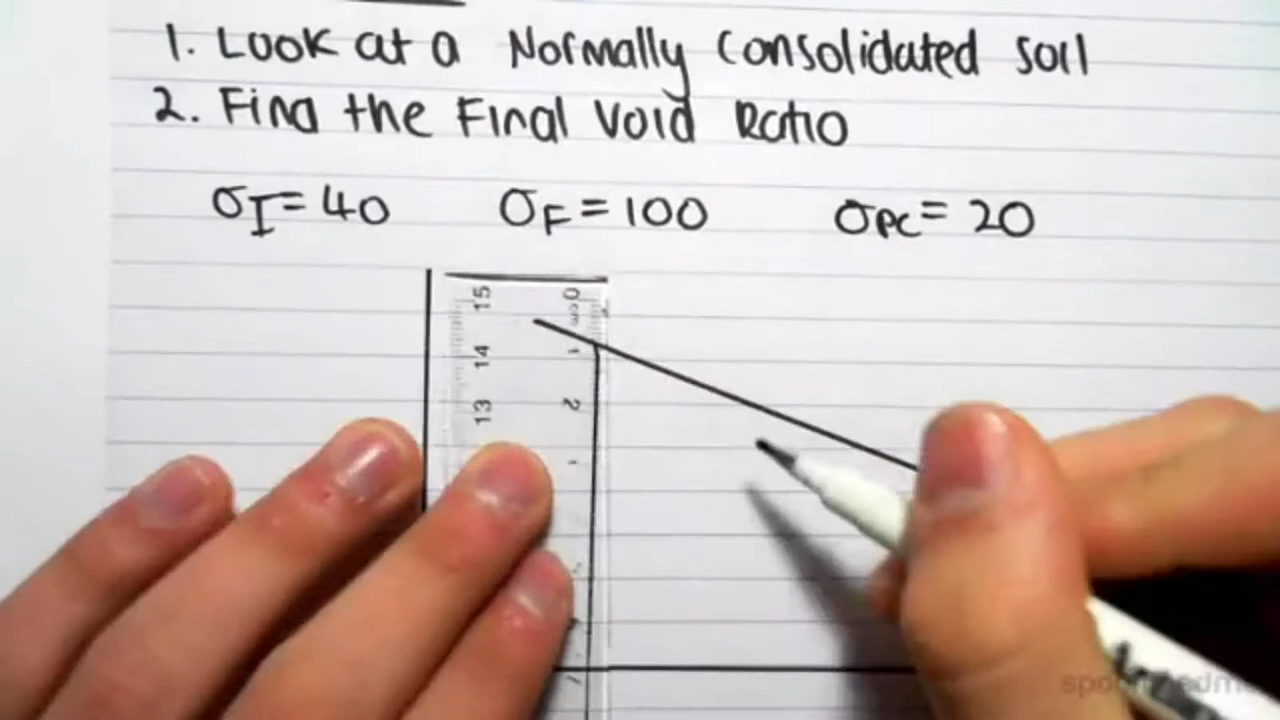 1. Look at a Normally Consolidated Soil
2. Find the Final Void Ratio
σI = 40 σF = 100 σPC = 20
15 0
cm
14 1
13 2